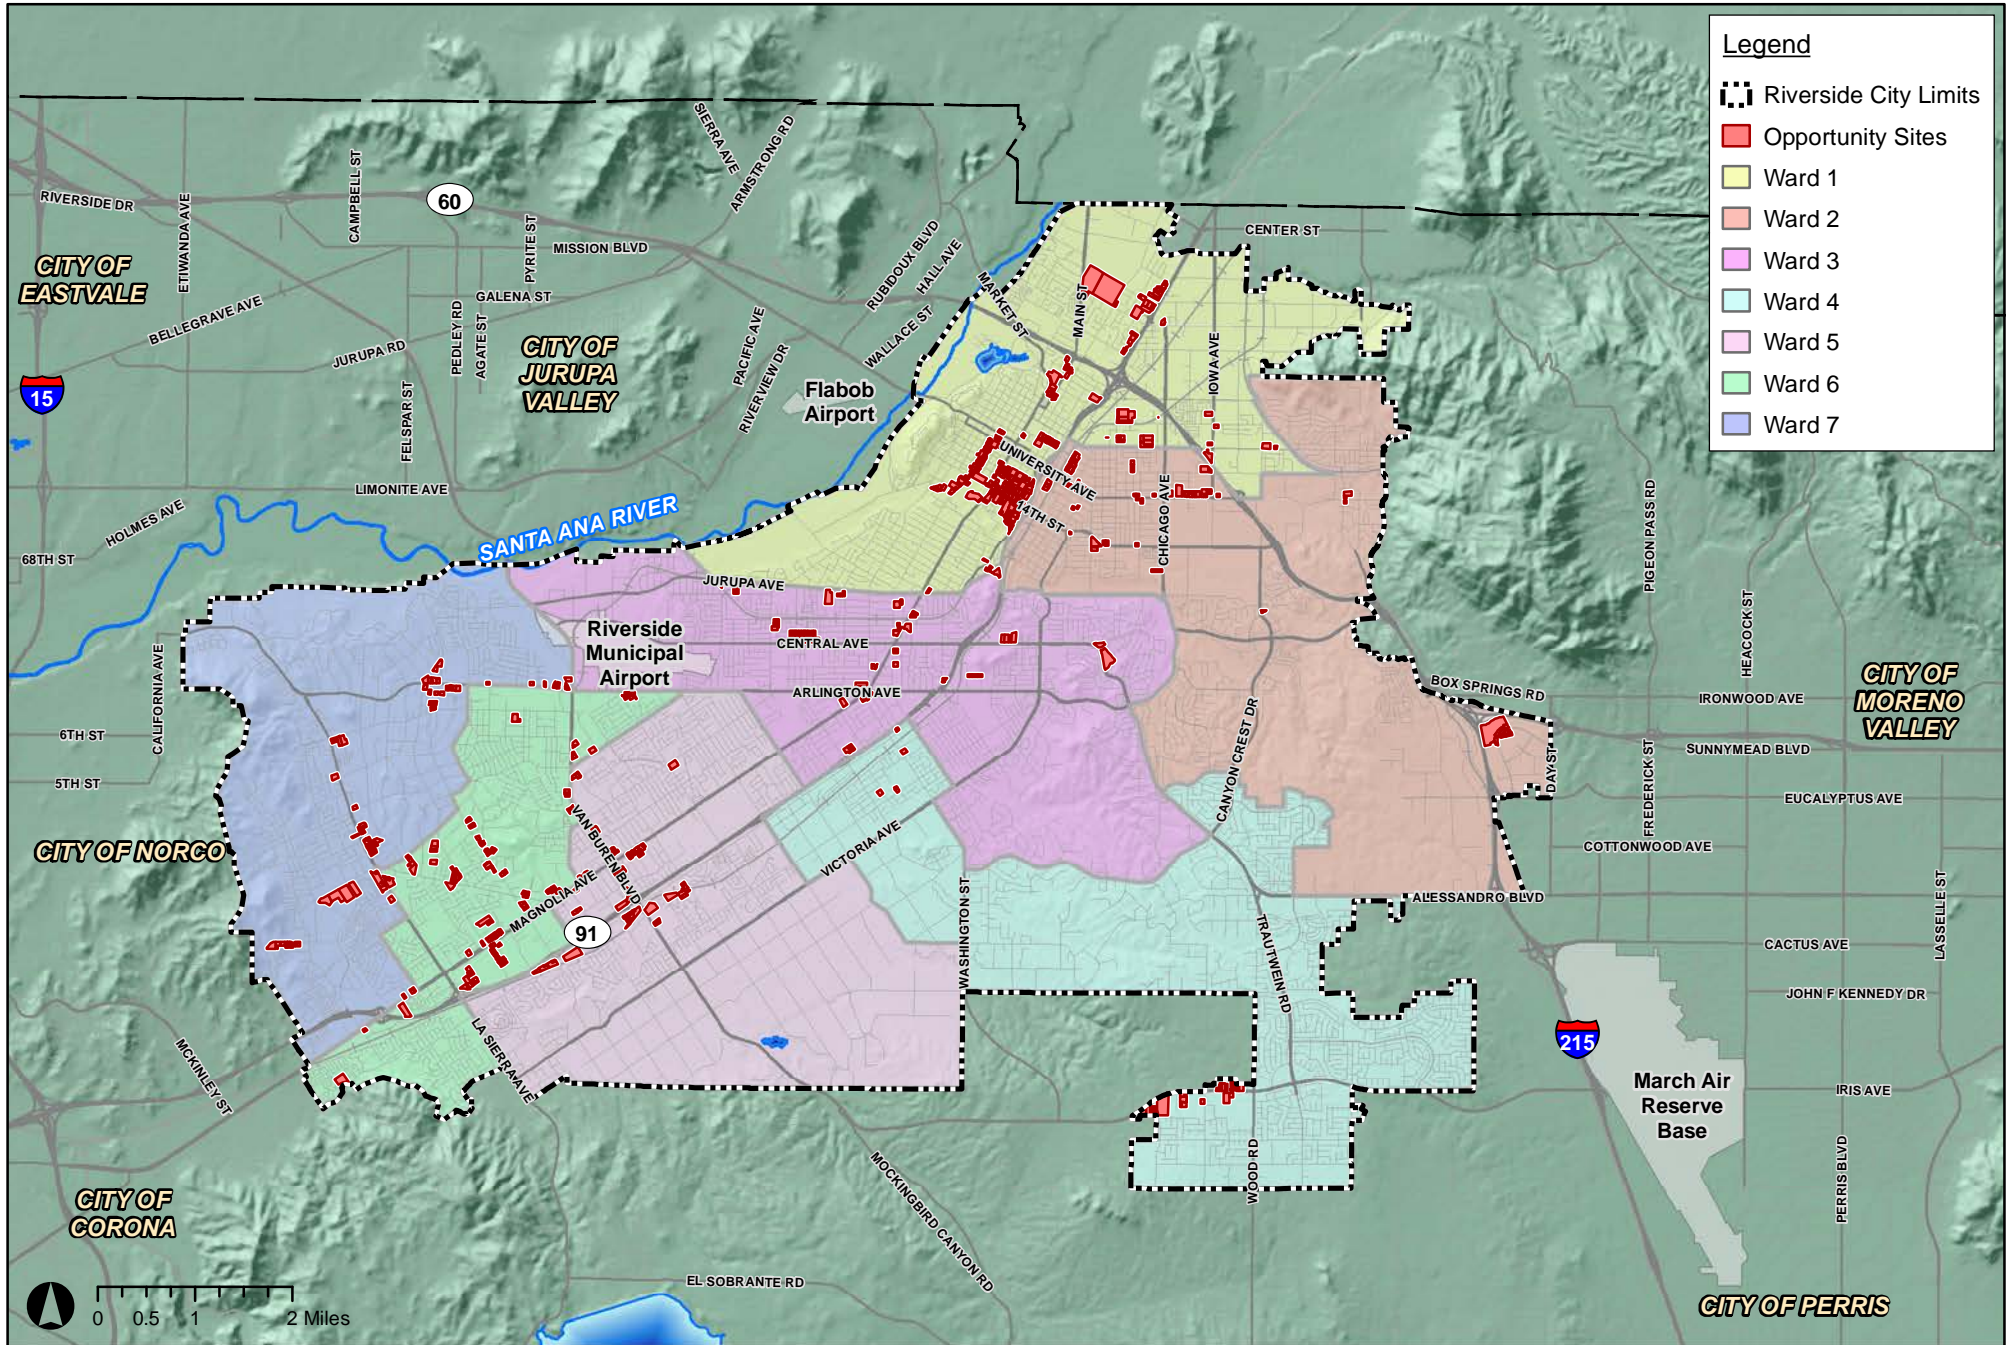 Legend
Riverside City Limits
Opportunity Sites
Ward 1
Ward 2
Ward 3
Ward 4
Ward 5
Ward 6
Ward 7
SIERRA AVE
ARMSTRONG RD
CAMPBELL ST
RIVERSIDE DR
60
ETIWANDA AVE
PYRITE ST
MISSION BLVD
RUBIDOUX BLVD
HALL AVE
CENTER ST
CITY OF
EASTVALE
BELLEGRAVE AVE
GALENA ST
PEDLEY RD
AGATE ST
JURUPA RD
CITY OF
JURUPA
VALLEY
PACIFIC AVE
RIVERVIEW DR
WALLACE ST
MARKET ST
MAIN ST
IOWA AVE
15
FELSPAR ST
Flabob
Airport
LIMONITE AVE
UNIVERSITY AVE
14TH ST
CHICAGO AVE
HOLMES AVE
SANTA ANA RIVER
68TH ST
PIGEON PASS RD
HEACOCK ST
JURUPA AVE
Riverside
Municipal
Airport
CENTRAL AVE
ARLINGTON AVE
CALIFORNIA AVE
6TH ST
5TH ST
BOX SPRINGS RD
IRONWOOD AVE
CITY OF
MORENO
VALLEY
SUNNYMEAD BLVD
DAY ST
FREDERICK ST
EUCALYPTUS AVE
CANYON CREST DR
CITY OF NORCO
VAN BUREN BLVD
VICTORIA AVE
COTTONWOOD AVE
MAGNOLIA AVE
91
WASHINGTON ST
ALESSANDRO BLVD
LASSELLE ST
TRAUTWEIN RD
CACTUS AVE
JOHN F KENNEDY DR
215
MCKINLEY ST
LA SIERRA AVE
March Air
Reserve
Base
IRIS AVE
PERRIS BLVD
WOOD RD
MOCKINGBIRD CANYON RD
CITY OF
CORONA
EL SOBRANTE RD
CITY OF PERRIS
0 0.5 1 2 Miles